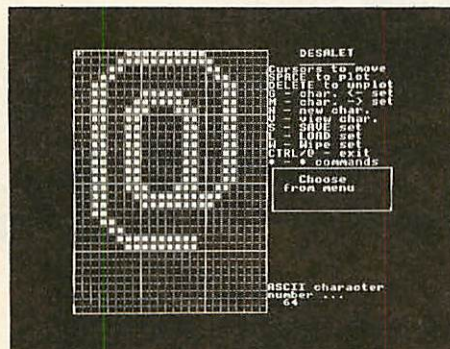 DESALET
Cursors to move
SPACE to plot
DELETE to unplot
G - char. <- set
M - char. -> set
N - new char.
V - view char.
S - SAVE set
L - LOAD set
W - Wipe set
CTRL/@ - exit
* - * commands
Choose
from menu
ASCII character
number ...
64